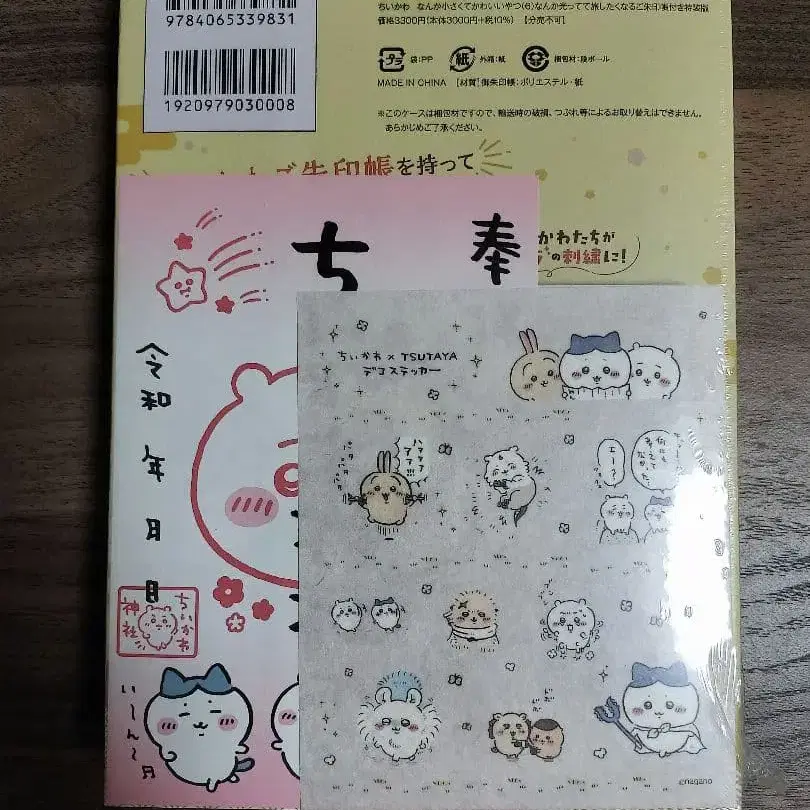 9784065339831
1920979030008
ちいかわ なんか小さくてかわいいやつ(6)なんか売ってて旅したくなるご朱印帳付き特装版
価格3300円(本体3000円+税10%) 【分売不可】
プラ 袋:PP 紙 外箱:紙 梱包材:段ボール
MADE IN CHINA 【材質】御朱印帳:ポリエステル・紙
※このケースは梱包材ですので、輸送時の破損、つぶれ等によるお取り替えはできません。
あらかじめご了承ください。
ご朱印帳を持って
かわたちが
の刺繍に!
奉
ち
令和 年 月 日
ちいかわ
神社
い〜ん〜
ちいかわ × TSUTAYA
デコステッカー
ハァァァ
アァ!!!
エーッ?
©nagano